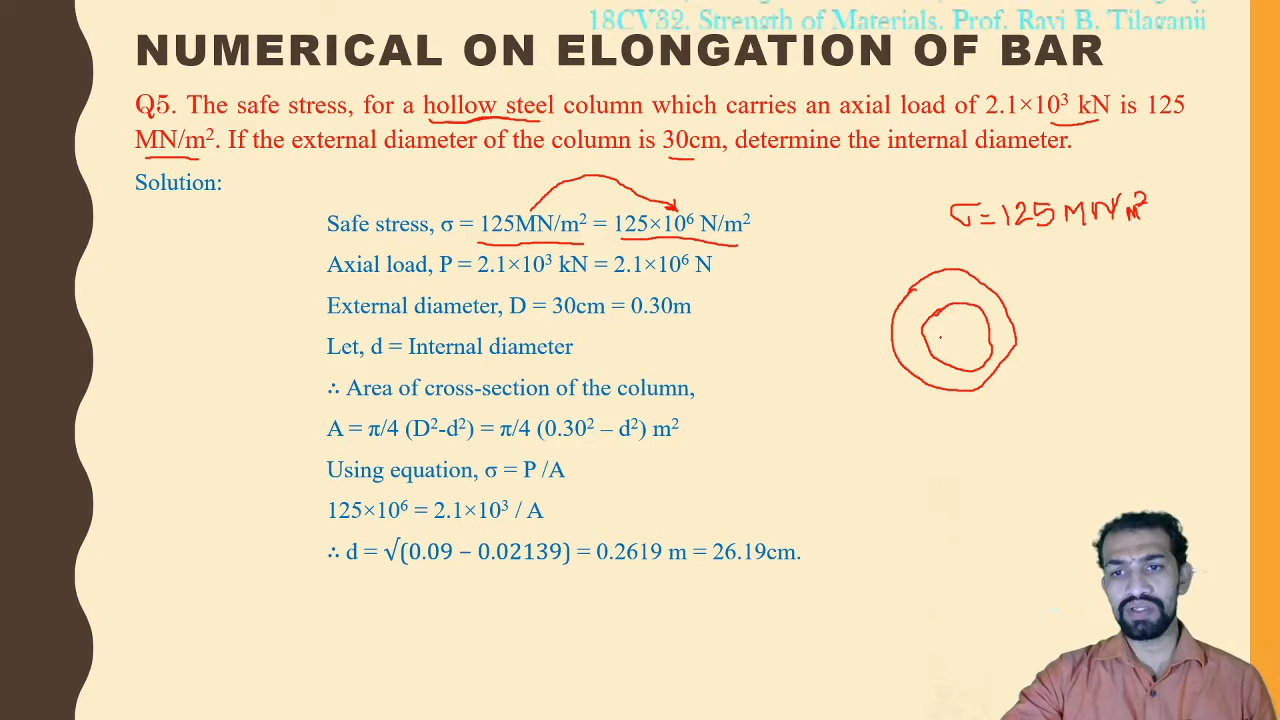 18CV32, Strength of Materials, Prof. Ravi B. Tilaganji
NUMERICAL ON ELONGATION OF BAR
Q5. The safe stress, for a hollow steel column which carries an axial load of 2.1×10³ kN is 125
MN/m². If the external diameter of the column is 30cm, determine the internal diameter.
Solution:
Safe stress, σ = 125MN/m² = 125×10⁶ N/m²
σ=125 MN/m²
Axial load, P = 2.1×10³ kN = 2.1×10⁶ N
External diameter, D = 30cm = 0.30m
Let, d = Internal diameter
∴ Area of cross-section of the column,
A = π/4 (D²-d²) = π/4 (0.30² – d²) m²
Using equation, σ = P /A
125×10⁶ = 2.1×10³ / A
∴ d = √(0.09 − 0.02139) = 0.2619 m = 26.19cm.